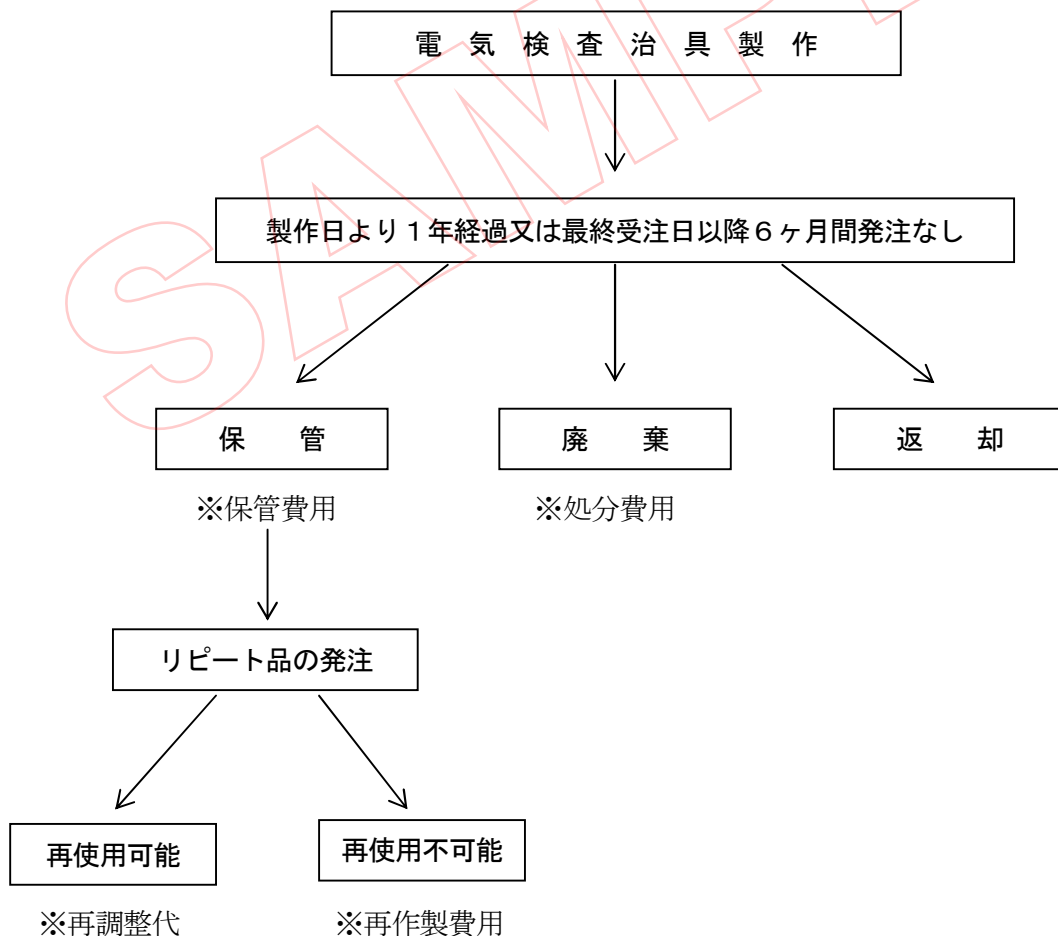 SAMP
電気検査治具製作
製作日より1年経過又は最終受注日以降6ヶ月間発注なし
保管
廃棄
返却
※保管費用
※処分費用
リピート品の発注
再使用可能
再使用不可能
※再調整代
※再作製費用